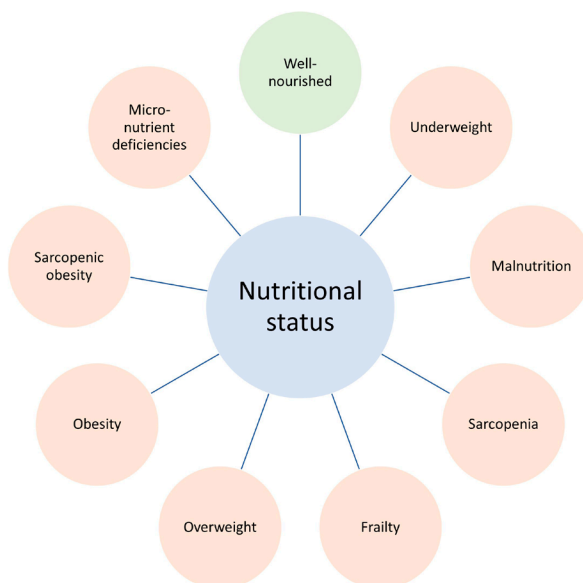 Well-
nourished
Underweight
Malnutrition
Sarcopenia
Frailty
Overweight
Obesity
Sarcopenic
obesity
Micro-
nutrient
deficiencies
Nutritional
status